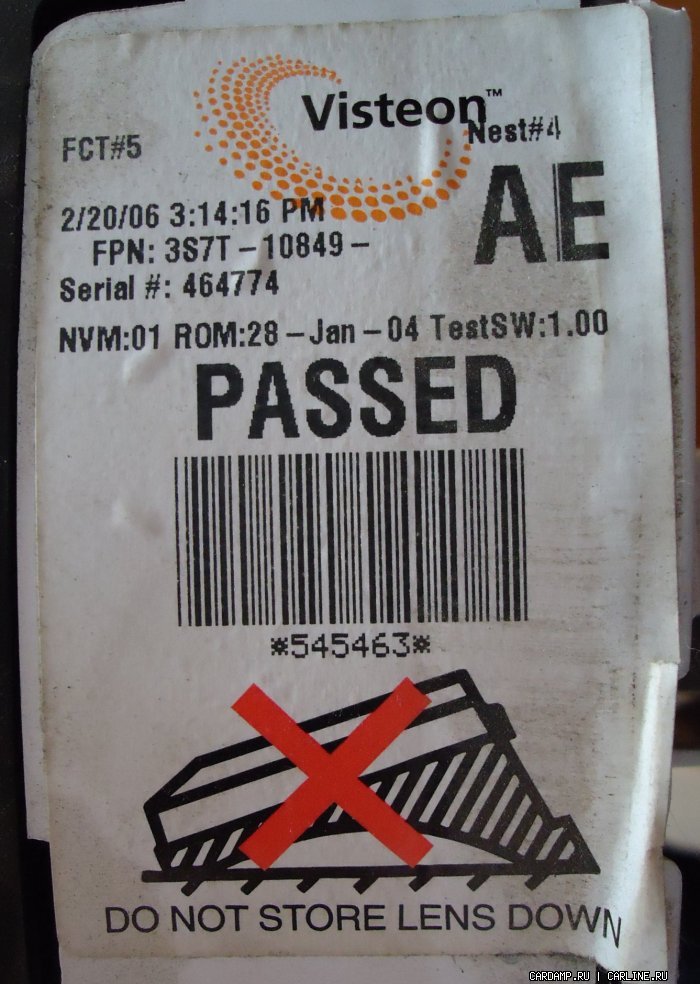 Visteon™
Nest#4
FCT#5
AE
2/20/06 3:14:16 PM
FPN: 3S7T-10849-
Serial #: 464774
NVM:01 ROM:28-Jan-04 TestSW:1.00
PASSED
*545463*
DO NOT STORE LENS DOWN
CARDAMP.RU | CARLINE.RU